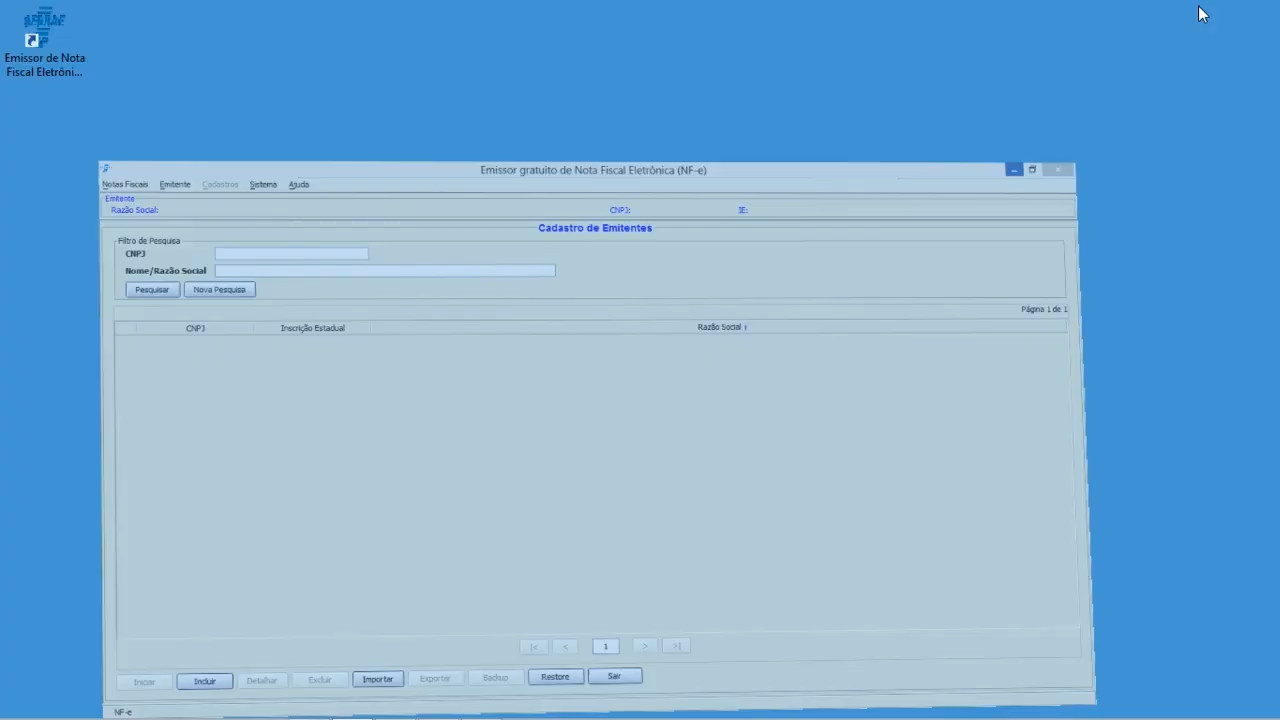 SEBRAE
Emissor de Nota
Fiscal Eletrôni...
Emissor gratuito de Nota Fiscal Eletrônica (NF-e)
Notas Fiscais Emitente Cadastros Sistema Ajuda
Emitente
Razão Social: CNPJ: IE:
Cadastro de Emitentes
Filtro de Pesquisa
CNPJ
Nome/Razão Social
Pesquisar Nova Pesquisa
Página 1 de 1
CNPJ Inscrição Estadual Razão Social
|< < 1 > >|
Iniciar Incluir Detalhar Excluir Importar Exportar Backup Restore Sair
NF-e